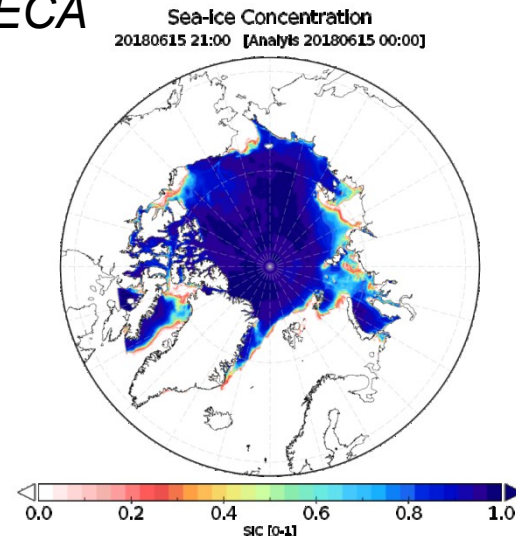 ECA
Sea-Ice Concentration
20180615 21:00 [Analyis 20180615 00:00]
0.0 0.2 0.4 0.6 0.8 1.0
SIC [0-1]